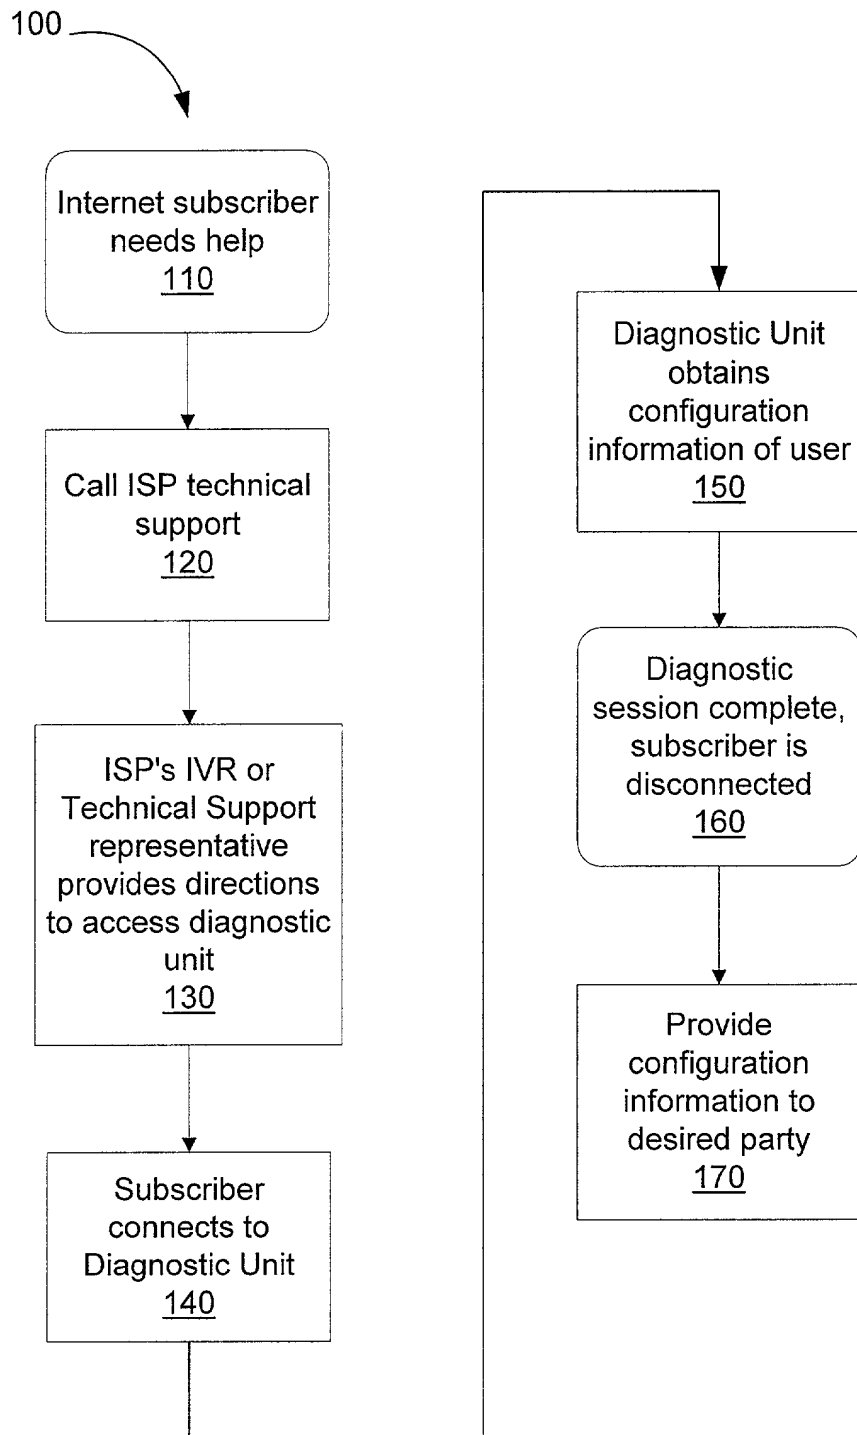 100
Internet subscriber
needs help
110
Call ISP technical
support
120
ISP's IVR or
Technical Support
representative
provides directions
to access diagnostic
unit
130
Subscriber
connects to
Diagnostic Unit
140
Diagnostic Unit
obtains
configuration
information of user
150
Diagnostic
session complete,
subscriber is
disconnected
160
Provide
configuration
information to
desired party
170